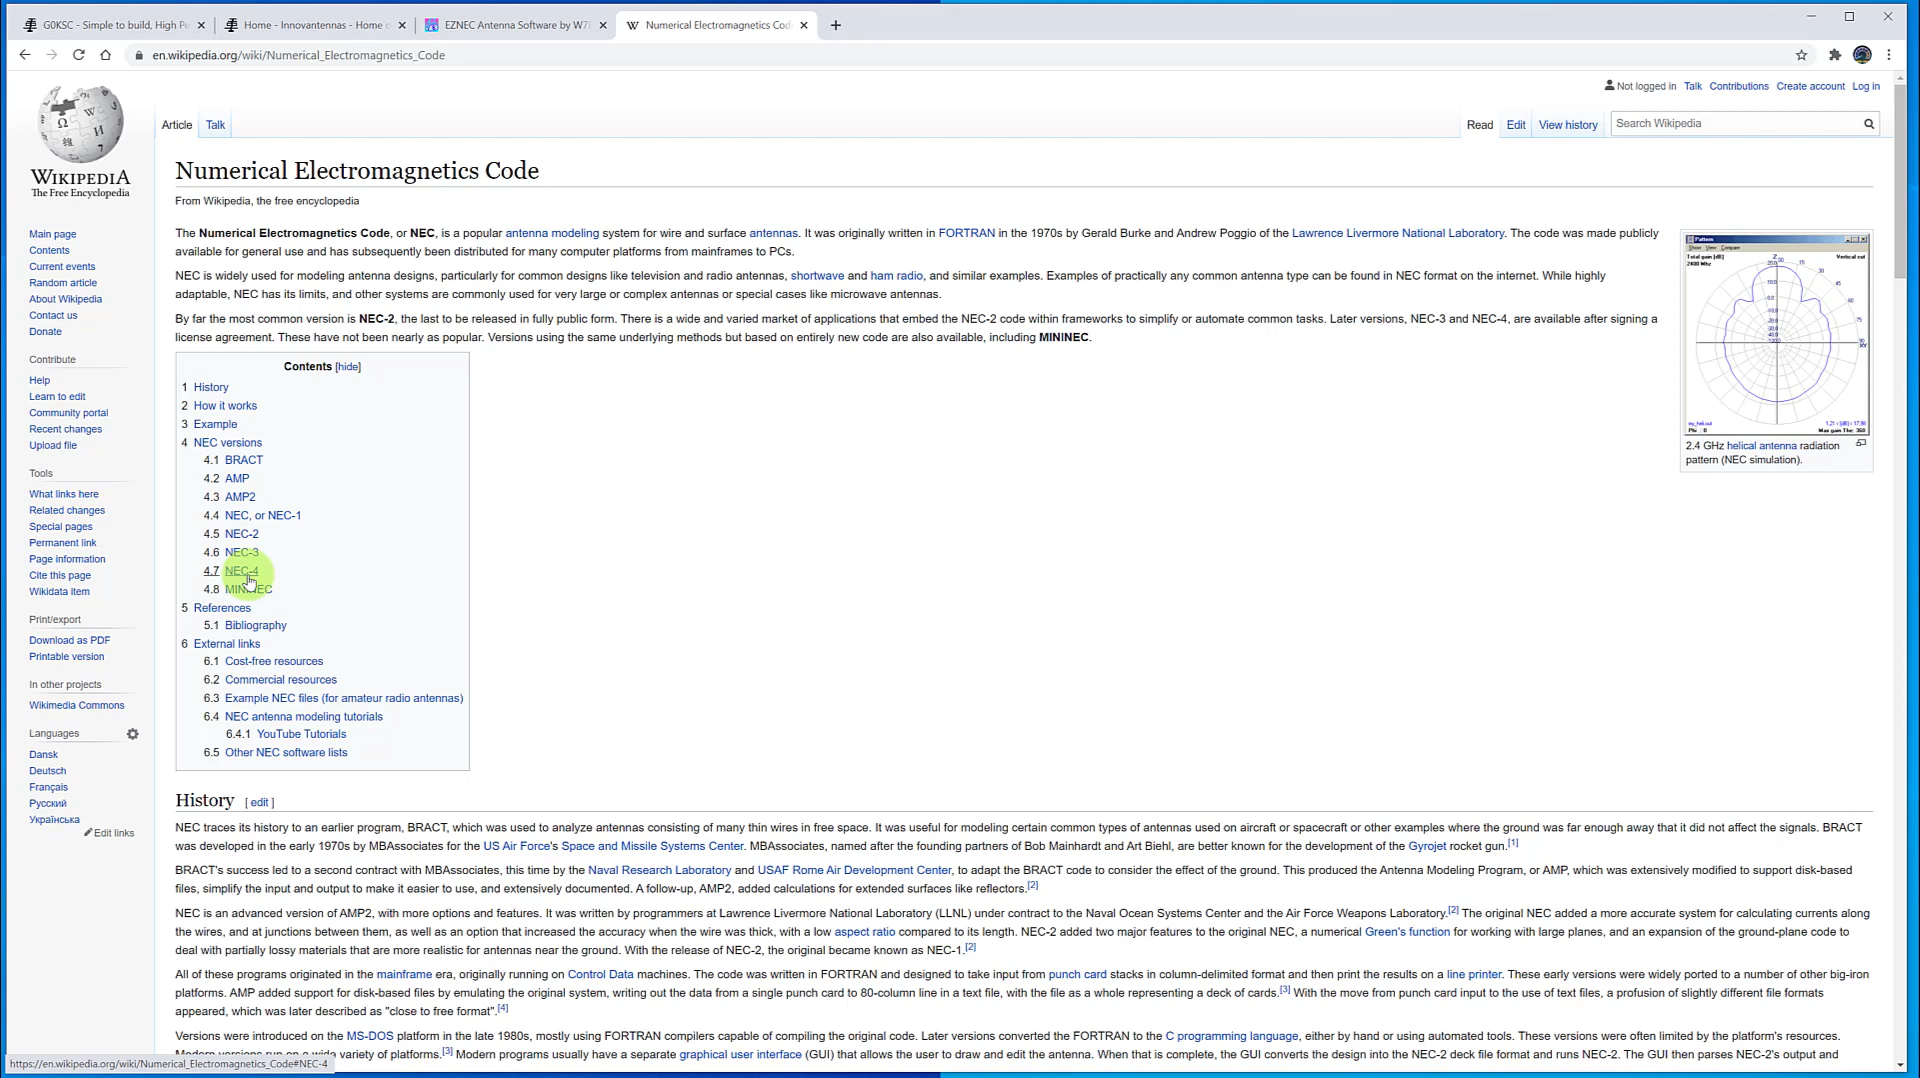 G0KSC - Simple to build, High Pe
Home - Innovantennas - Home o
EZNEC Antenna Software by W7
Numerical Electromagnetics Cod
en.wikipedia.org/wiki/Numerical_Electromagnetics_Code
Not logged in Talk Contributions Create account Log in
Article Talk
Read Edit View history
Search Wikipedia
WIKIPEDIA
The Free Encyclopedia
Main page
Contents
Current events
Random article
About Wikipedia
Contact us
Donate
Contribute
Help
Learn to edit
Community portal
Recent changes
Upload file
Tools
What links here
Related changes
Special pages
Permanent link
Page information
Cite this page
Wikidata item
Print/export
Download as PDF
Printable version
In other projects
Wikimedia Commons
Languages
Dansk
Deutsch
Français
Русский
Українська
Edit links
Numerical Electromagnetics Code
From Wikipedia, the free encyclopedia
The Numerical Electromagnetics Code, or NEC, is a popular antenna modeling system for wire and surface antennas. It was originally written in FORTRAN in the 1970s by Gerald Burke and Andrew Poggio of the Lawrence Livermore National Laboratory. The code was made publicly
available for general use and has subsequently been distributed for many computer platforms from mainframes to PCs.
NEC is widely used for modeling antenna designs, particularly for common designs like television and radio antennas, shortwave and ham radio, and similar examples. Examples of practically any common antenna type can be found in NEC format on the internet. While highly
adaptable, NEC has its limits, and other systems are commonly used for very large or complex antennas or special cases like microwave antennas.
By far the most common version is NEC-2, the last to be released in fully public form. There is a wide and varied market of applications that embed the NEC-2 code within frameworks to simplify or automate common tasks. Later versions, NEC-3 and NEC-4, are available after signing a
license agreement. These have not been nearly as popular. Versions using the same underlying methods but based on entirely new code are also available, including MININEC.
Pattern
Show View Compare
Total gain [dB]
Vertical cut
2400 Mhz
Z
15
30
45
60
75
XY
Phi : 0
Max gain The: 360
2.4 GHz helical antenna radiation
pattern (NEC simulation).
Contents [hide]
1 History
2 How it works
3 Example
4 NEC versions
4.1 BRACT
4.2 AMP
4.3 AMP2
4.4 NEC, or NEC-1
4.5 NEC-2
4.6 NEC-3
4.7 NEC-4
4.8 MININEC
5 References
5.1 Bibliography
6 External links
6.1 Cost-free resources
6.2 Commercial resources
6.3 Example NEC files (for amateur radio antennas)
6.4 NEC antenna modeling tutorials
6.4.1 YouTube Tutorials
6.5 Other NEC software lists
History [ edit ]
NEC traces its history to an earlier program, BRACT, which was used to analyze antennas consisting of many thin wires in free space. It was useful for modeling certain common types of antennas used on aircraft or spacecraft or other examples where the ground was far enough away that it did not affect the signals. BRACT
was developed in the early 1970s by MBAssociates for the US Air Force's Space and Missile Systems Center. MBAssociates, named after the founding partners of Bob Mainhardt and Art Biehl, are better known for the development of the Gyrojet rocket gun.[1]
BRACT's success led to a second contract with MBAssociates, this time by the Naval Research Laboratory and USAF Rome Air Development Center, to adapt the BRACT code to consider the effect of the ground. This produced the Antenna Modeling Program, or AMP, which was extensively modified to support disk-based
files, simplify the input and output to make it easier to use, and extensively documented. A follow-up, AMP2, added calculations for extended surfaces like reflectors.[2]
NEC is an advanced version of AMP2, with more options and features. It was written by programmers at Lawrence Livermore National Laboratory (LLNL) under contract to the Naval Ocean Systems Center and the Air Force Weapons Laboratory.[2] The original NEC added a more accurate system for calculating currents along
the wires, and at junctions between them, as well as an option that increased the accuracy when the wire was thick, with a low aspect ratio compared to its length. NEC-2 added two major features to the original NEC, a numerical Green's function for working with large planes, and an expansion of the ground-plane code to
deal with partially lossy materials that are more realistic for antennas near the ground. With the release of NEC-2, the original became known as NEC-1.[2]
All of these programs originated in the mainframe era, originally running on Control Data machines. The code was written in FORTRAN and designed to take input from punch card stacks in column-delimited format and then print the results on a line printer. These early versions were widely ported to a number of other big-iron
platforms. AMP added support for disk-based files by emulating the original system, writing out the data from a single punch card to 80-column line in a text file, with the file as a whole representing a deck of cards.[3] With the move from punch card input to the use of text files, a profusion of slightly different file formats
appeared, which was later described as "close to free format".[4]
Versions were introduced on the MS-DOS platform in the late 1980s, mostly using FORTRAN compilers capable of compiling the original code. Later versions converted the FORTRAN to the C programming language, either by hand or using automated tools. These versions were often limited by the platform's resources.
Modern versions run on a wide variety of platforms.[3] Modern programs usually have a separate graphical user interface (GUI) that allows the user to draw and edit the antenna. When that is complete, the GUI converts the design into the NEC-2 deck file format and runs NEC-2. The GUI then parses NEC-2's output and
https://en.wikipedia.org/wiki/Numerical_Electromagnetics_Code#NEC-4